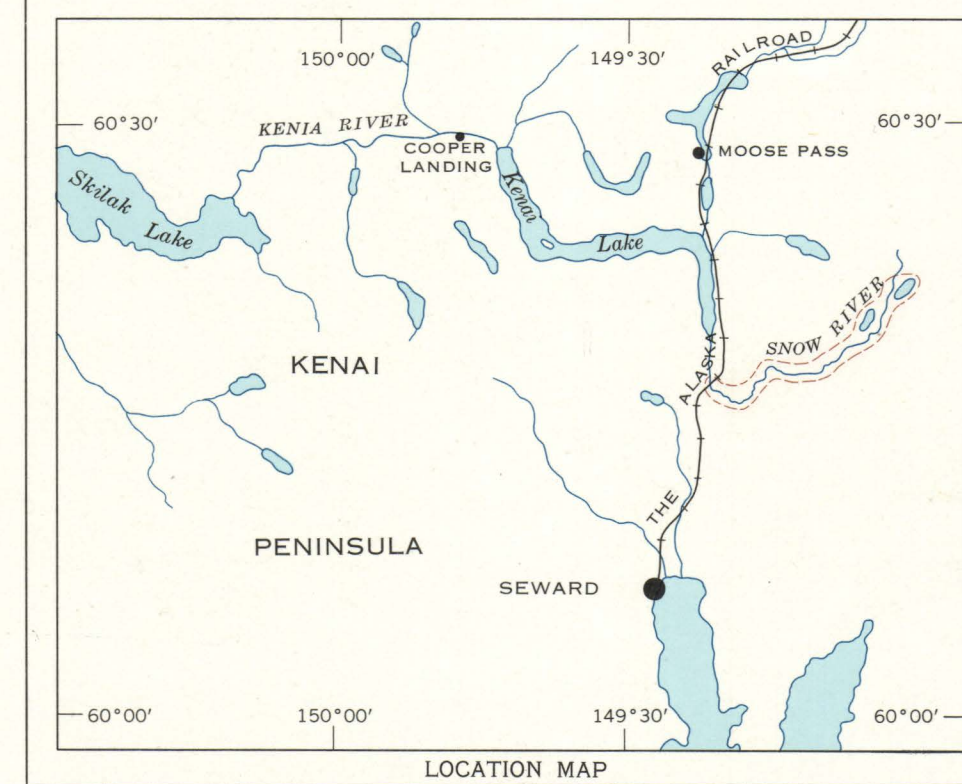 150°00′
149°30′
RAILROAD
60°30′
60°30′
KENIA RIVER
COOPER
LANDING
MOOSE PASS
Skilak
Lake
Kenai
Lake
SNOW RIVER
KENAI
ALASKA
THE
PENINSULA
SEWARD
60°00′
150°00′
149°30′
60°00′
LOCATION MAP